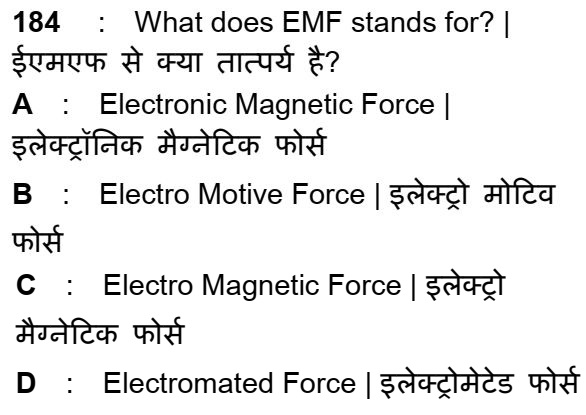 184 : What does EMF stands for? |
ईएमएफ से क्या तात्पर्य है?
A : Electronic Magnetic Force |
इलेक्ट्रॉनिक मैग्नेटिक फोर्स
B : Electro Motive Force | इलेक्ट्रो मोटिव
फोर्स
C : Electro Magnetic Force | इलेक्ट्रो
मैग्नेटिक फोर्स
D : Electromated Force | इलेक्ट्रोमेटेड फोर्स